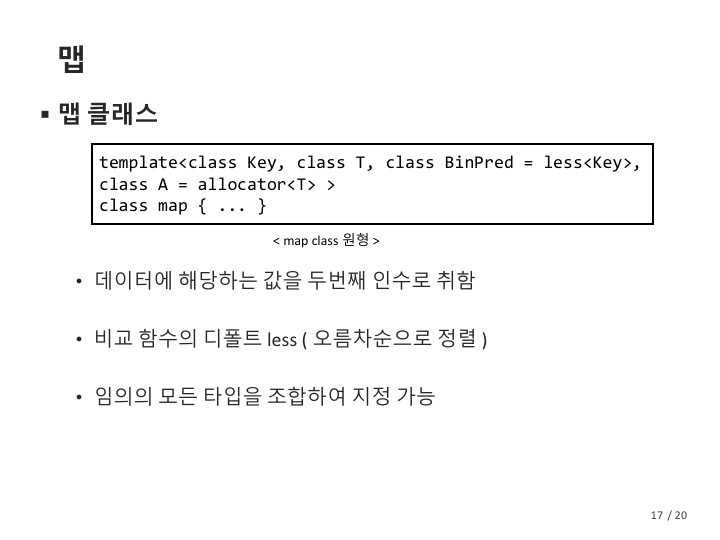 맵
▪ 맵 클래스
template<class Key, class T, class BinPred = less<Key>,
class A = allocator<T> >
class map { ... }
< map class 원형 >
• 데이터에 해당하는 값을 두번째 인수로 취함
• 비교 함수의 디폴트 less ( 오름차순으로 정렬 )
• 임의의 모든 타입을 조합하여 지정 가능
17 / 20